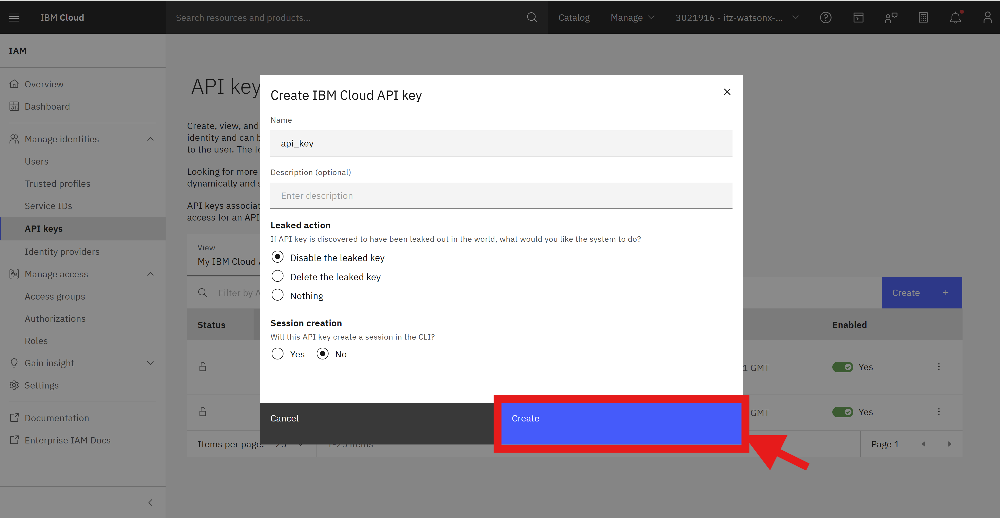 IBM Cloud
Search resources and products...
Catalog
Manage
3021916 - itz-watsonx-...
IAM
Overview
Dashboard
Manage identities
Users
Trusted profiles
Service IDs
API keys
Identity providers
Manage access
Access groups
Authorizations
Roles
Gain insight
Settings
Documentation
Enterprise IAM Docs
API key
Create, view, and
identity and can
to the user. The
Looking for more
dynamically and
API keys
access for an API
View
My IBM Cloud
Filter by
Create +
Status
Enabled
1 GMT
Yes
GMT
Yes
Items per page: 25
1-25 items
Page 1
Create IBM Cloud API key
Name
api_key
Description (optional)
Enter description
Leaked action
If API key is discovered to have been leaked out in the world, what would you like the system to do?
Disable the leaked key
Delete the leaked key
Nothing
Session creation
Will this API key create a session in the CLI?
Yes
No
Cancel
Create